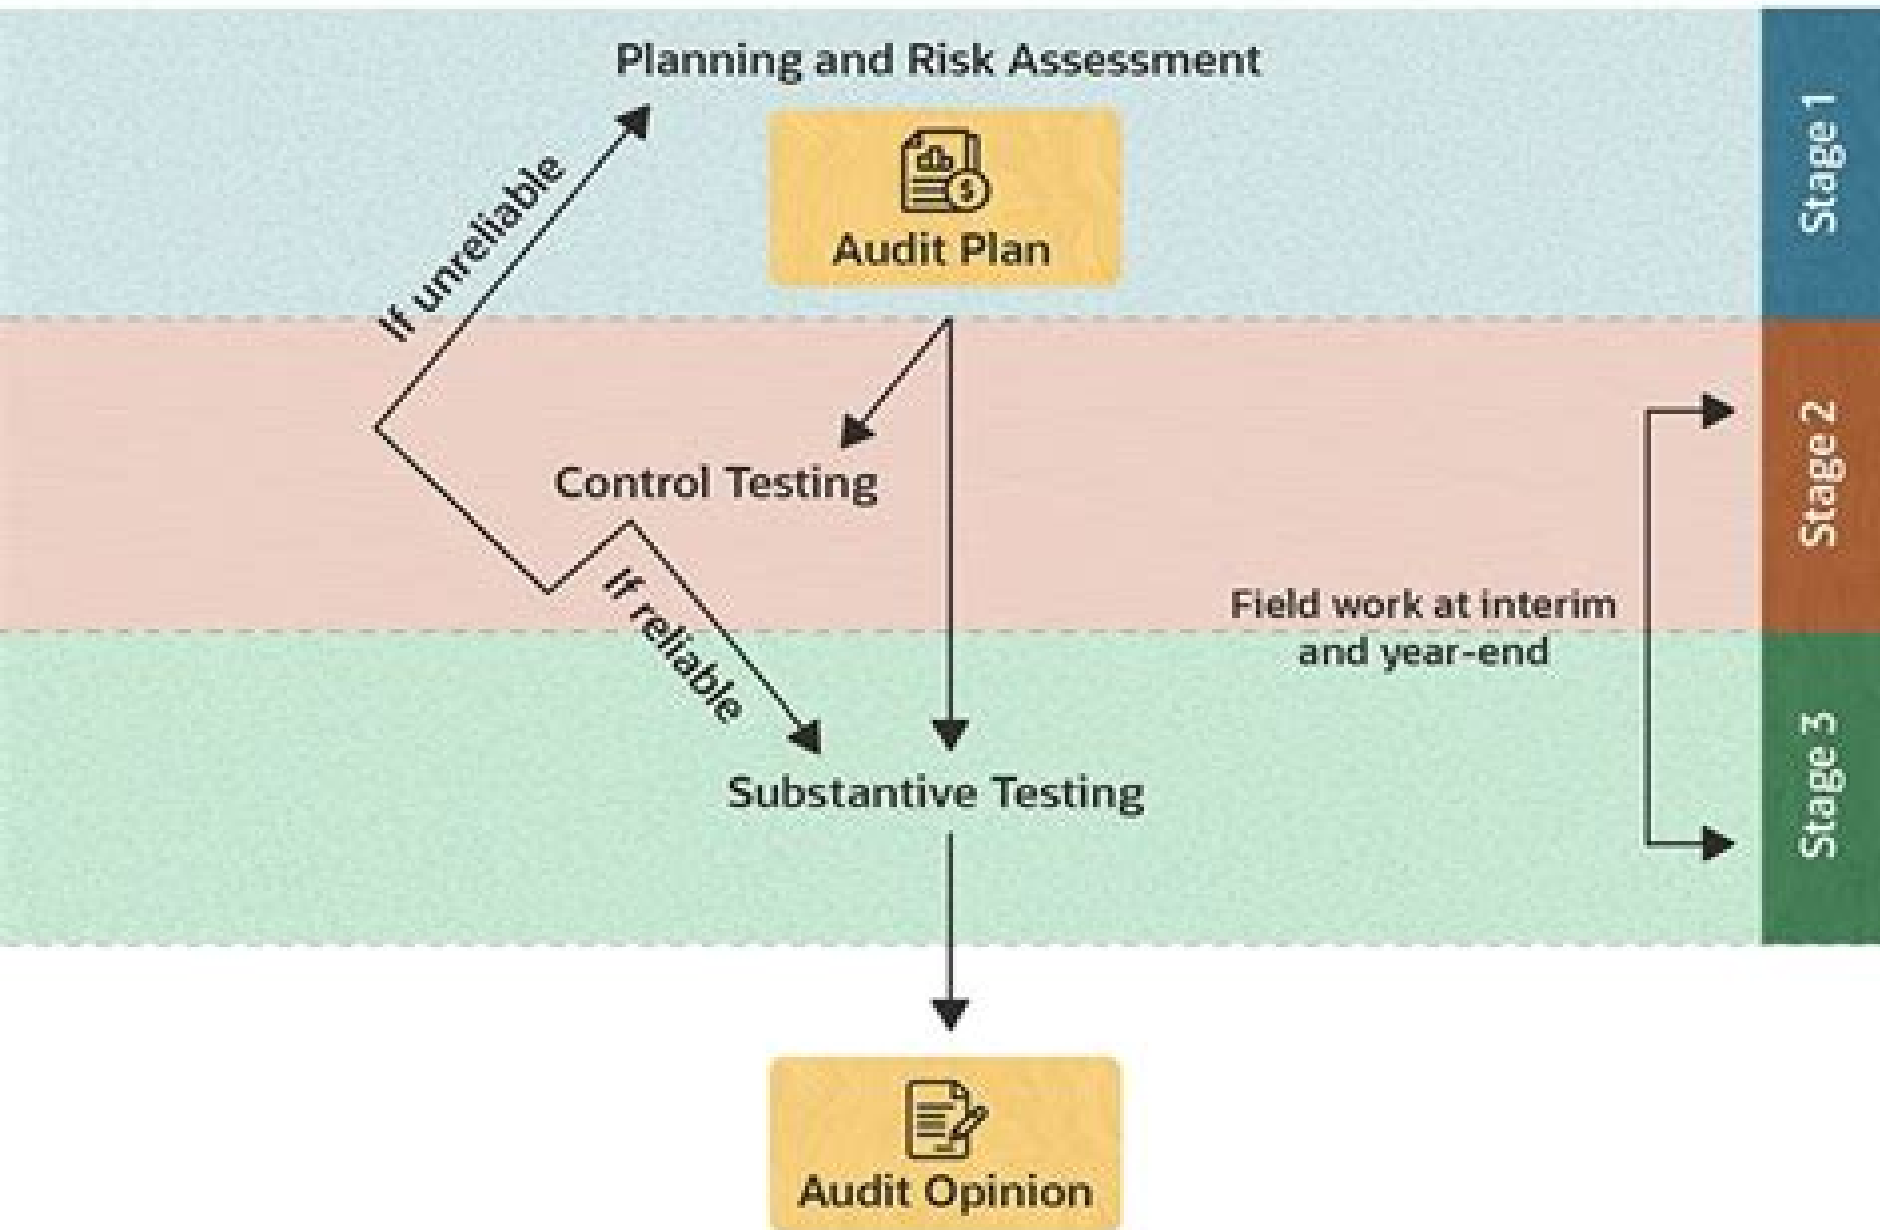 Planning and Risk Assessment
Stage 1
If unreliable
$
Audit Plan
Control Testing
Stage 2
If reliable
Field work at interim
and year-end
Substantive Testing
Stage 3
Audit Opinion